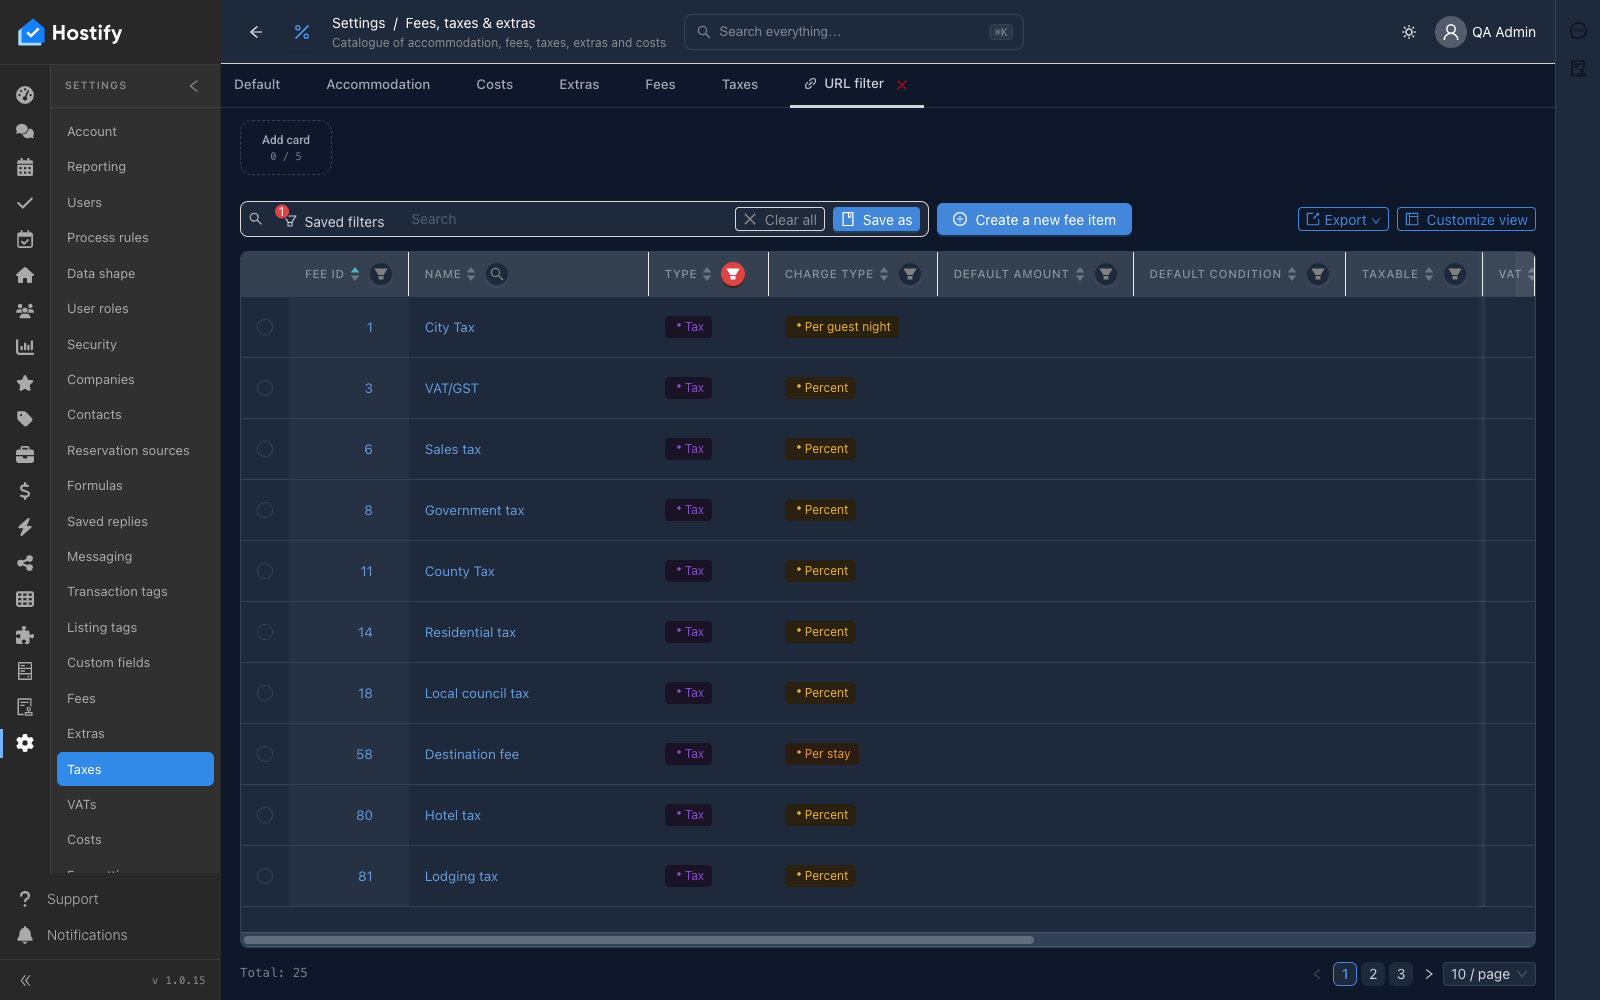 Hostify
Settings / Fees, taxes & extras
Catalogue of accommodation, fees, taxes, extras and costs
Search everything...
⌘K
QA Admin
SETTINGS
Account
Reporting
Users
Process rules
Data shape
User roles
Security
Companies
Contacts
Reservation sources
Formulas
Saved replies
Messaging
Transaction tags
Listing tags
Custom fields
Fees
Extras
Taxes
VATs
Costs
Support
Notifications
v 1.0.15
Default
Accommodation
Costs
Extras
Fees
Taxes
URL filter
Add card
0 / 5
1
Saved filters
Search
Clear all
Save as
Create a new fee item
Export
Customize view
FEE ID NAME TYPE CHARGE TYPE DEFAULT AMOUNT DEFAULT CONDITION TAXABLE VAT
1 City Tax Tax Per guest night
3 VAT/GST Tax Percent
6 Sales tax Tax Percent
8 Government tax Tax Percent
11 County Tax Tax Percent
14 Residential tax Tax Percent
18 Local council tax Tax Percent
58 Destination fee Tax Per stay
80 Hotel tax Tax Percent
81 Lodging tax Tax Percent
Total: 25
1 2 3
10 / page